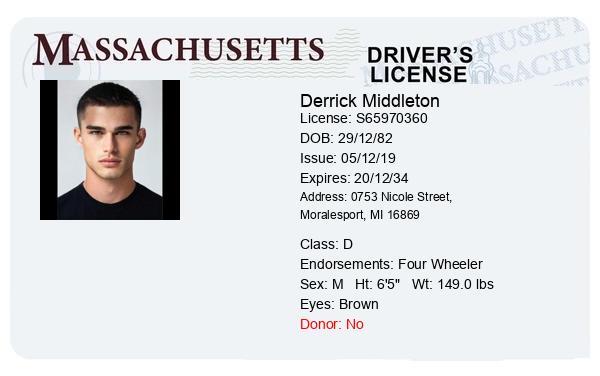 MASSACHUSETTS
DRIVER'S
LICENSE
Derrick Middleton
License: S65970360
DOB: 29/12/82
Issue: 05/12/19
Expires: 20/12/34
Address: 0753 Nicole Street,
Moralesport, MI 16869
Class: D
Endorsements: Four Wheeler
Sex: M Ht: 6'5" Wt: 149.0 lbs
Eyes: Brown
Donor: No